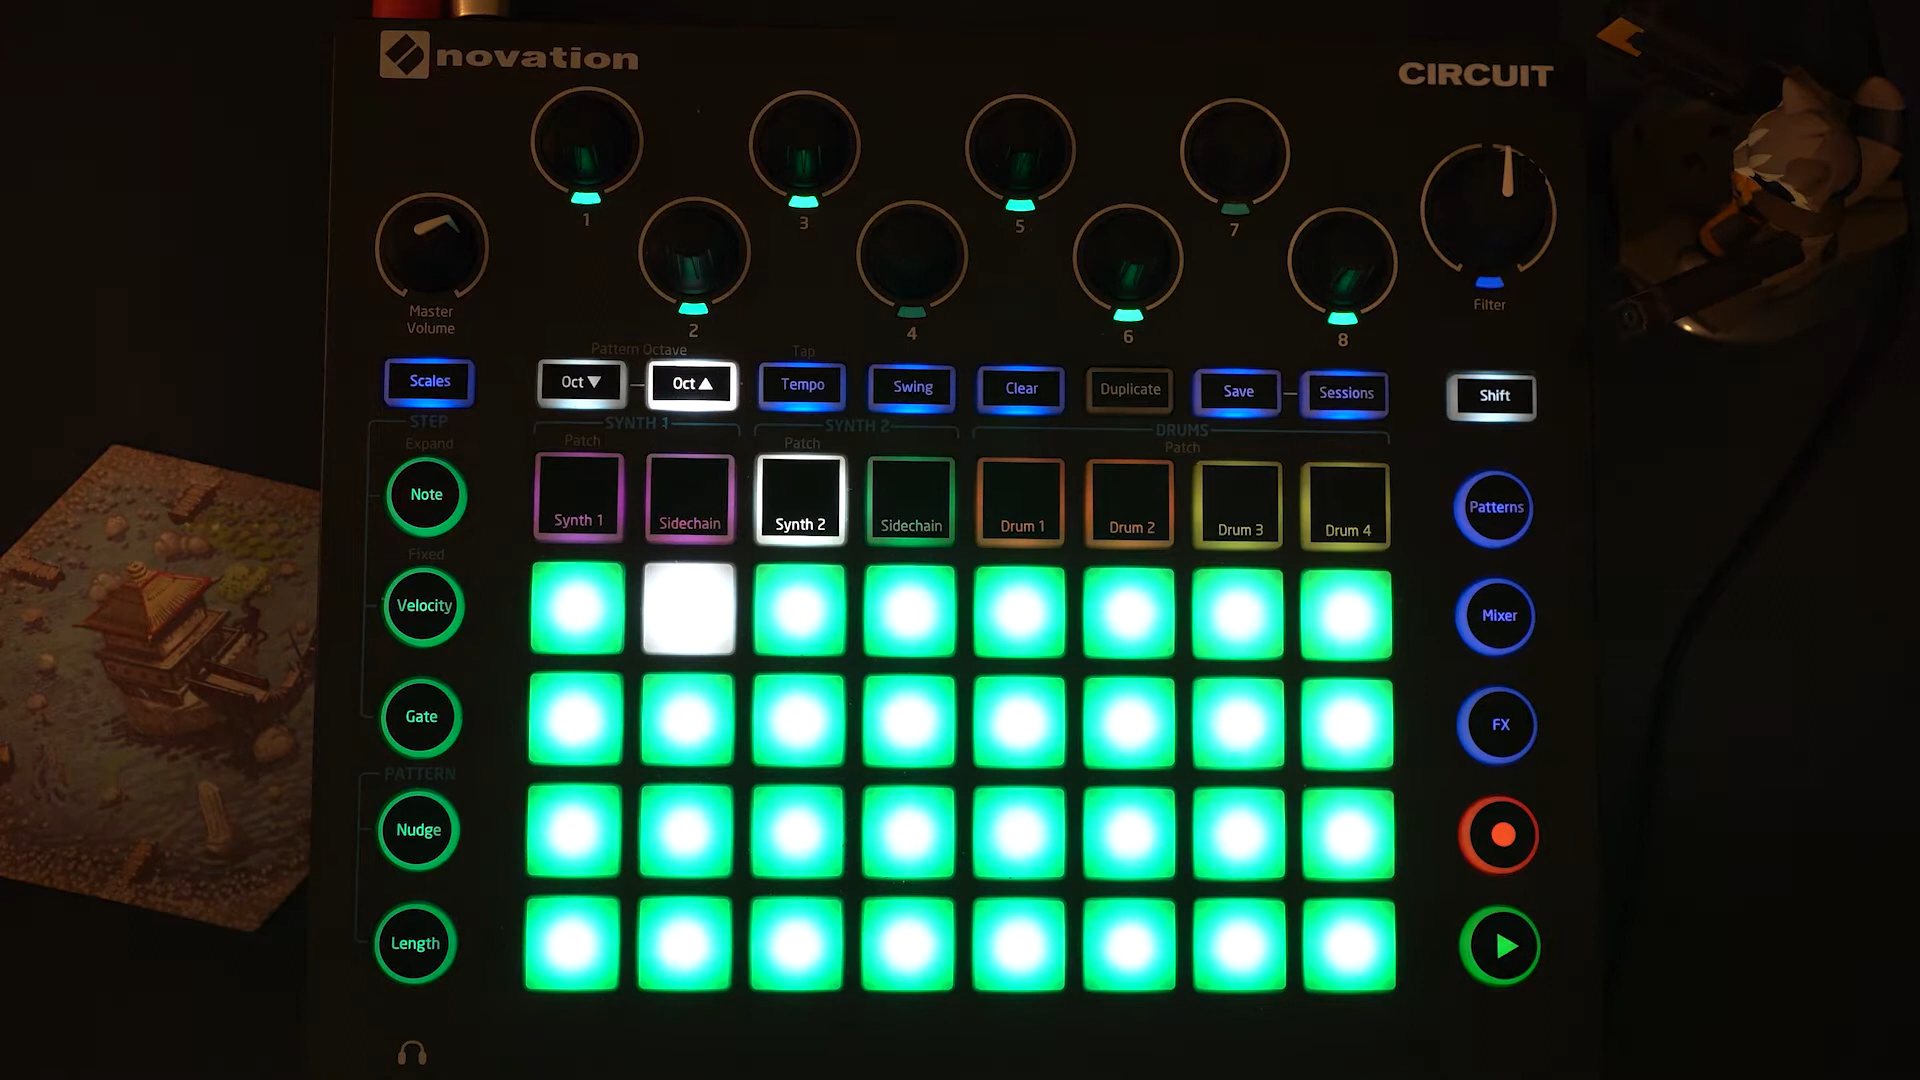 novation
CIRCUIT
1
2
3
4
5
6
7
8
Master
Volume
Filter
Pattern Octave
Tap
Scales
Oct ▼
Oct ▲
Tempo
Swing
Clear
Duplicate
Save
Sessions
Shift
STEP
SYNTH 1
SYNTH 2
DRUMS
Expand
Patch
Patch
Patch
Note
Synth 1
Sidechain
Synth 2
Sidechain
Drum 1
Drum 2
Drum 3
Drum 4
Patterns
Fixed
Velocity
Mixer
Gate
FX
PATTERN
Nudge
Length